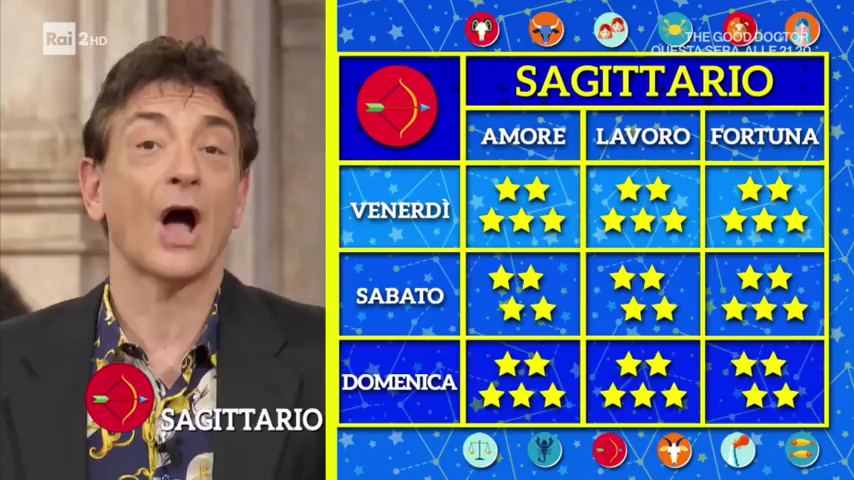 Rai 2HD
THE GOOD DOCTOR
QUESTA SERA, ALLE 21.20
SAGITTARIO
AMORE LAVORO FORTUNA
VENERDÌ
SABATO
DOMENICA
SAGITTARIO